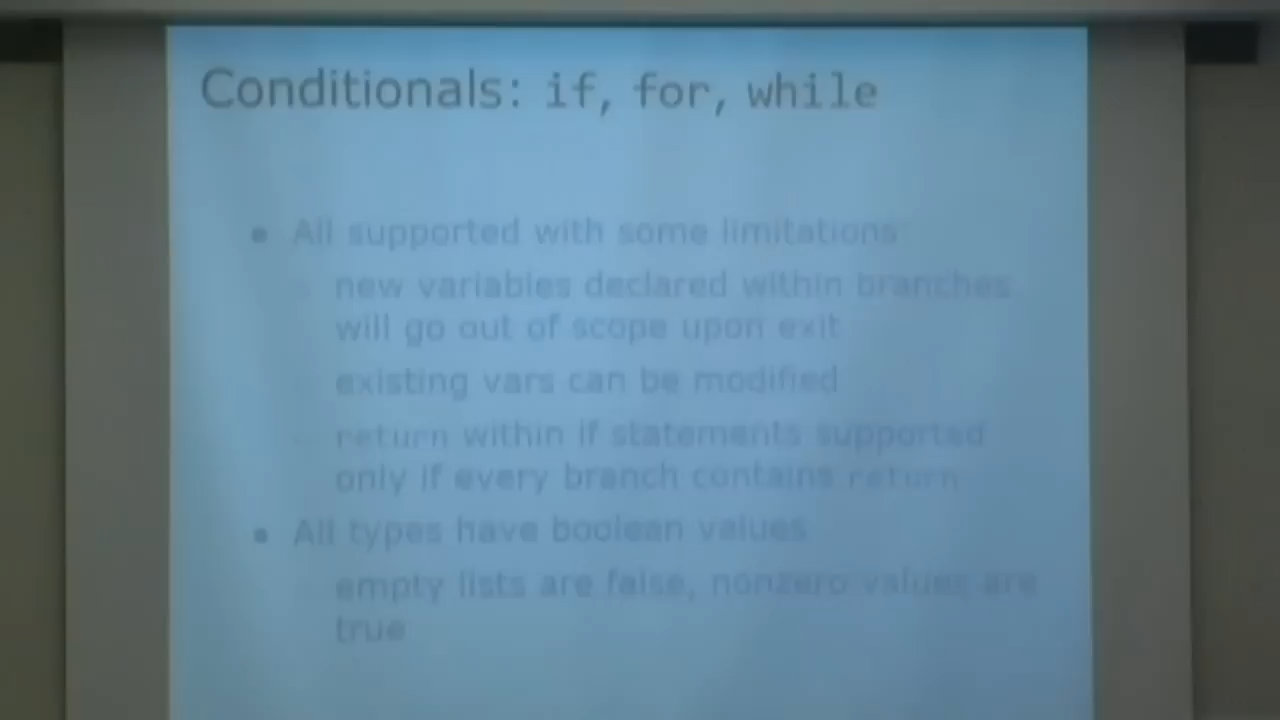 Conditionals: if, for, while
• All supported with some limitations:
new variables declared within branches
will go out of scope upon exit
existing vars can be modified
return within if statements supported
only if every branch contains return
• All types have boolean values
empty lists are false, nonzero values are
true